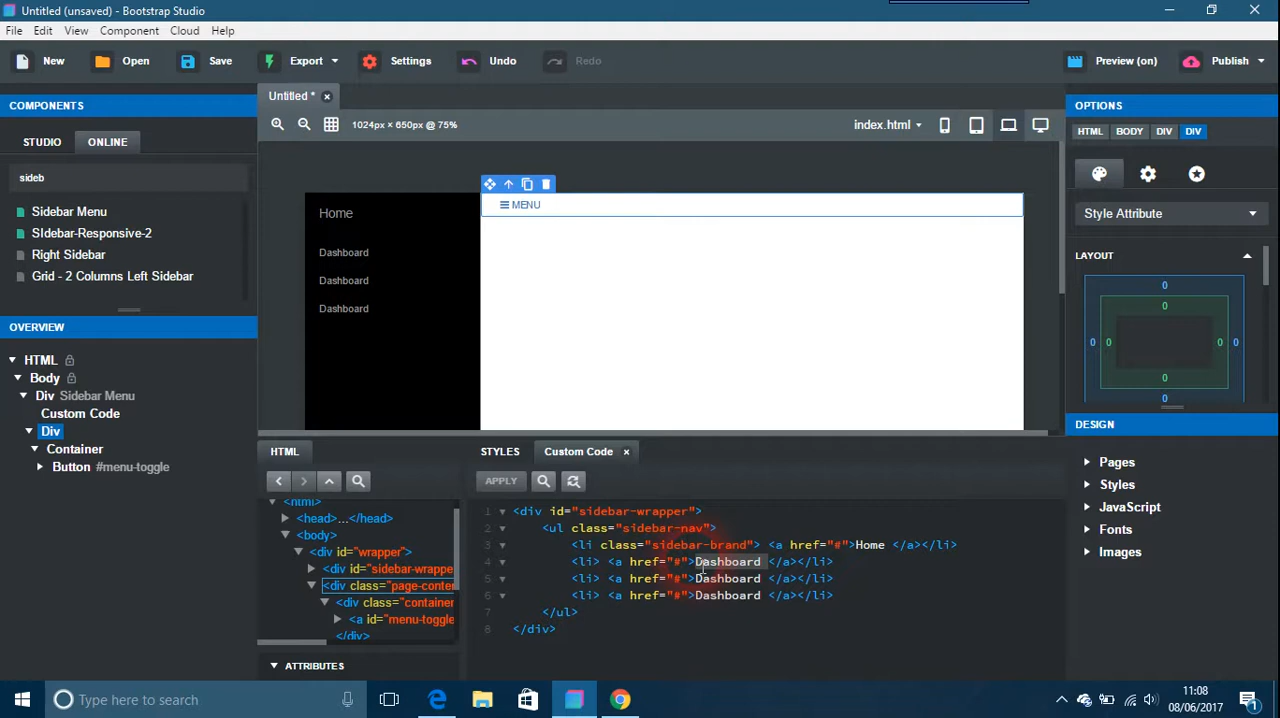 Untitled (unsaved) - Bootstrap Studio
File Edit View Component Cloud Help
New Open Save Export Settings Undo Redo Preview (on) Publish
COMPONENTS
STUDIO ONLINE
sideb
Sidebar Menu
SIdebar-Responsive-2
Right Sidebar
Grid - 2 Columns Left Sidebar
OVERVIEW
HTML
Body
Div Sidebar Menu
Custom Code
Div
Container
Button #menu-toggle
Untitled *
1024px × 650px @ 75%
index.html
Home
Dashboard
Dashboard
Dashboard
MENU
HTML
<html>
<head>...</head>
<body>
<div id="wrapper">
<div id="sidebar-wrappe
<div class="page-conter
<div class="container
<a id="menu-toggle
</div>
ATTRIBUTES
STYLES Custom Code
APPLY
1 <div id="sidebar-wrapper">
2 <ul class="sidebar-nav">
3 <li class="sidebar-brand"> <a href="#">Home </a></li>
4 <li> <a href="#">Dashboard </a></li>
5 <li> <a href="#">Dashboard </a></li>
6 <li> <a href="#">Dashboard </a></li>
7 </ul>
8 </div>
OPTIONS
HTML BODY DIV DIV
Style Attribute
LAYOUT
0
0
0 0 0 0
0
0
DESIGN
Pages
Styles
JavaScript
Fonts
Images
Type here to search
11:08
08/06/2017
1